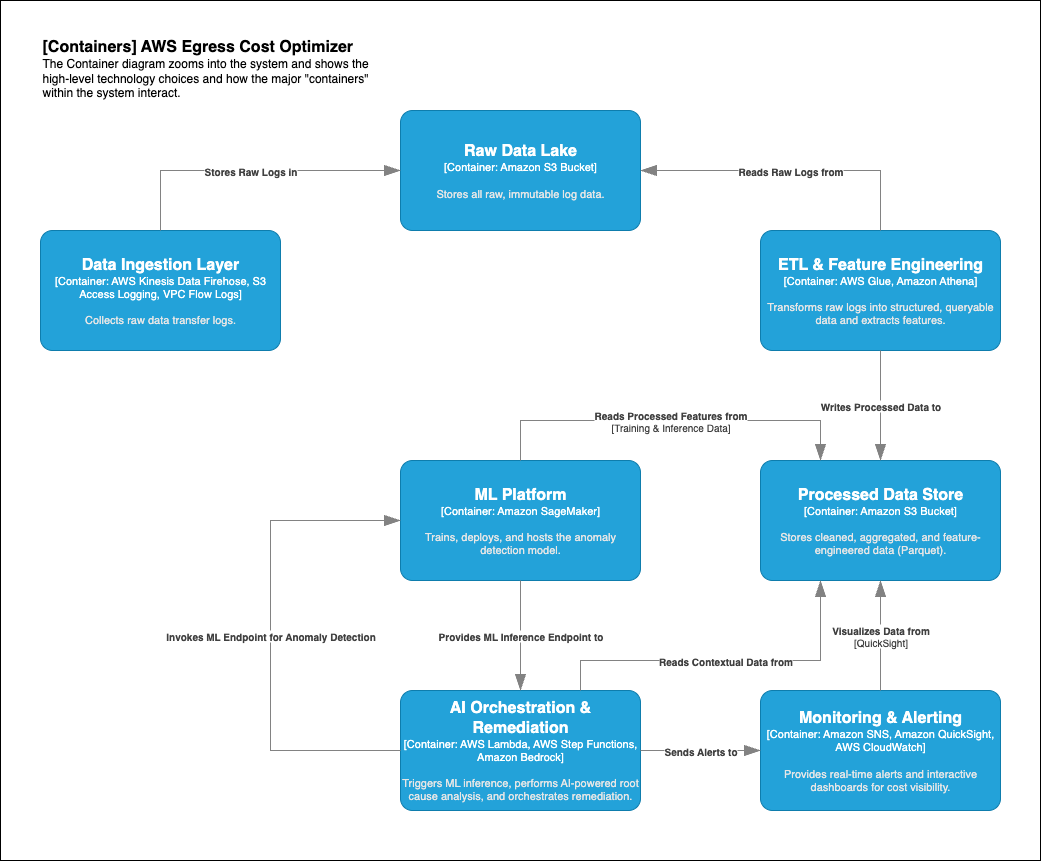 [Containers] AWS Egress Cost Optimizer
The Container diagram zooms into the system and shows the
high-level technology choices and how the major "containers"
within the system interact.
Raw Data Lake
[Container: Amazon S3 Bucket]
Stores all raw, immutable log data.
Stores Raw Logs in
Reads Raw Logs from
Data Ingestion Layer
[Container: AWS Kinesis Data Firehose, S3
Access Logging, VPC Flow Logs]
Collects raw data transfer logs.
ETL & Feature Engineering
[Container: AWS Glue, Amazon Athena]
Transforms raw logs into structured, queryable
data and extracts features.
Writes Processed Data to
Reads Processed Features from
[Training & Inference Data]
ML Platform
[Container: Amazon SageMaker]
Trains, deploys, and hosts the anomaly
detection model.
Processed Data Store
[Container: Amazon S3 Bucket]
Stores cleaned, aggregated, and feature-
engineered data (Parquet).
Invokes ML Endpoint for Anomaly Detection
Provides ML Inference Endpoint to
Visualizes Data from
[QuickSight]
Reads Contextual Data from
AI Orchestration &
Remediation
[Container: AWS Lambda, AWS Step Functions,
Amazon Bedrock]
Triggers ML inference, performs AI-powered root
cause analysis, and orchestrates remediation.
Sends Alerts to
Monitoring & Alerting
[Container: Amazon SNS, Amazon QuickSight,
AWS CloudWatch]
Provides real-time alerts and interactive
dashboards for cost visibility.